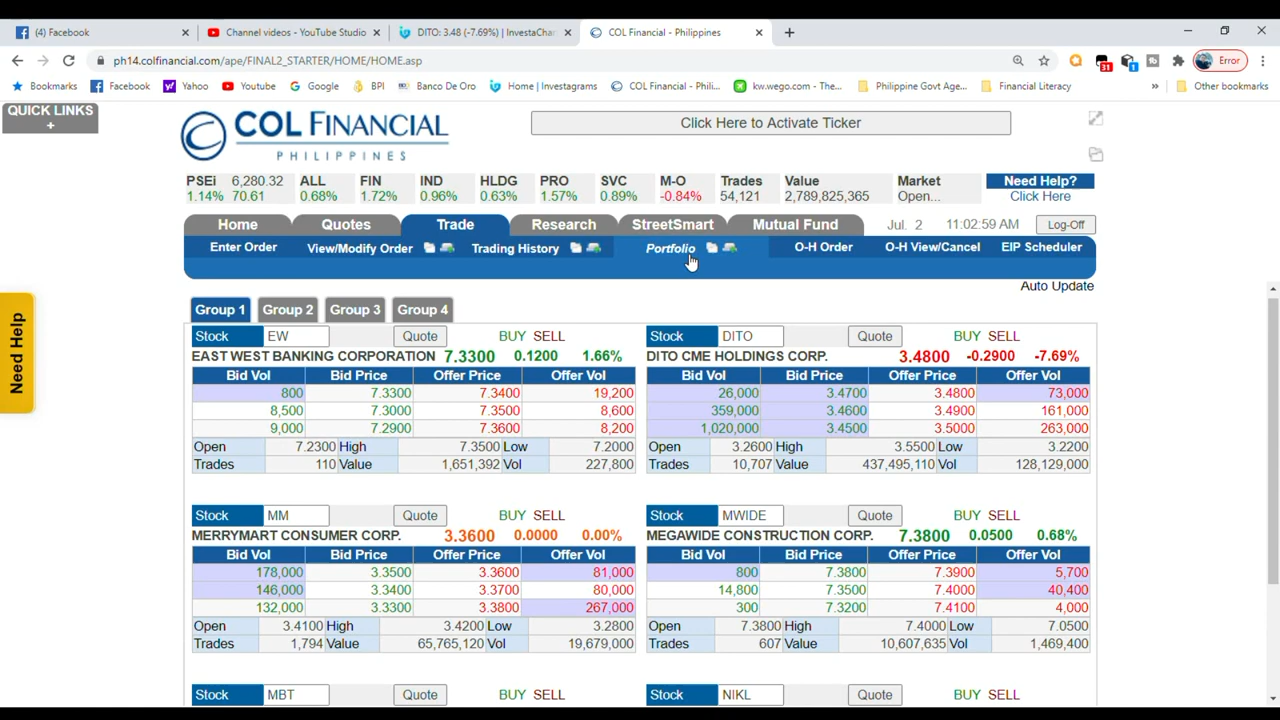 (4) Facebook
Channel videos - YouTube Studio
DITO: 3.48 (-7.69%) | InvestaChar
COL Financial - Philippines
ph14.colfinancial.com/ape/FINAL2_STARTER/HOME/HOME.asp
31 1 Error
Bookmarks Facebook Yahoo Youtube Google BPI Banco De Oro Home | Investagrams COL Financial - Phili... kw.wego.com - The... Philippine Govt Age... Financial Literacy » Other bookmarks
QUICK LINKS
+
COL FINANCIAL
PHILIPPINES
Click Here to Activate Ticker
PSEi 6,280.32 ALL FIN IND HLDG PRO SVC M-O Trades Value Market Need Help?
1.14% 70.61 0.68% 1.72% 0.96% 0.63% 1.57% 0.89% -0.84% 54,121 2,789,825,365 Open... Click Here
Home Quotes Trade Research StreetSmart Mutual Fund Jul. 2 11:02:59 AM Log-Off
Enter Order View/Modify Order Trading History Portfolio O-H Order O-H View/Cancel EIP Scheduler
Auto Update
Need Help
Group 1 Group 2 Group 3 Group 4
Stock EW Quote BUY SELL
EAST WEST BANKING CORPORATION 7.3300 0.1200 1.66%
Bid Vol Bid Price Offer Price Offer Vol
800 7.3300 7.3400 19,200
8,500 7.3000 7.3500 8,600
9,000 7.2900 7.3600 8,200
Open 7.2300 High 7.3500 Low 7.2000
Trades 110 Value 1,651,392 Vol 227,800
Stock DITO Quote BUY SELL
DITO CME HOLDINGS CORP. 3.4800 -0.2900 -7.69%
Bid Vol Bid Price Offer Price Offer Vol
26,000 3.4700 3.4800 73,000
359,000 3.4600 3.4900 161,000
1,020,000 3.4500 3.5000 263,000
Open 3.2600 High 3.5500 Low 3.2200
Trades 10,707 Value 437,495,110 Vol 128,129,000
Stock MM Quote BUY SELL
MERRYMART CONSUMER CORP. 3.3600 0.0000 0.00%
Bid Vol Bid Price Offer Price Offer Vol
178,000 3.3500 3.3600 81,000
146,000 3.3400 3.3700 80,000
132,000 3.3300 3.3800 267,000
Open 3.4100 High 3.4200 Low 3.2800
Trades 1,794 Value 65,765,120 Vol 19,679,000
Stock MWIDE Quote BUY SELL
MEGAWIDE CONSTRUCTION CORP. 7.3800 0.0500 0.68%
Bid Vol Bid Price Offer Price Offer Vol
800 7.3800 7.3900 5,700
14,800 7.3500 7.4000 40,400
300 7.3200 7.4100 4,000
Open 7.3800 High 7.4000 Low 7.0500
Trades 607 Value 10,607,635 Vol 1,469,400
Stock MBT Quote BUY SELL
Stock NIKL Quote BUY SELL